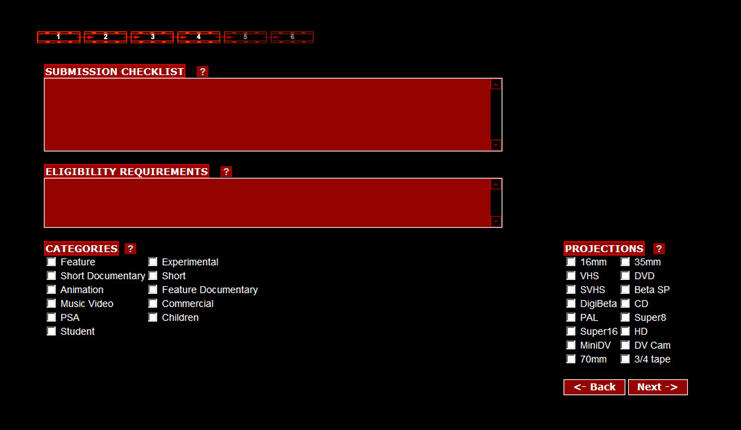 1 2 3 4 5 6
SUBMISSION CHECKLIST ?
ELIGIBILITY REQUIREMENTS ?
CATEGORIES ?
Feature Experimental
Short Documentary Short
Animation Feature Documentary
Music Video Commercial
PSA Children
Student
PROJECTIONS ?
16mm 35mm
VHS DVD
SVHS Beta SP
DigiBeta CD
PAL Super8
Super16 HD
MiniDV DV Cam
70mm 3/4 tape
<- Back Next ->